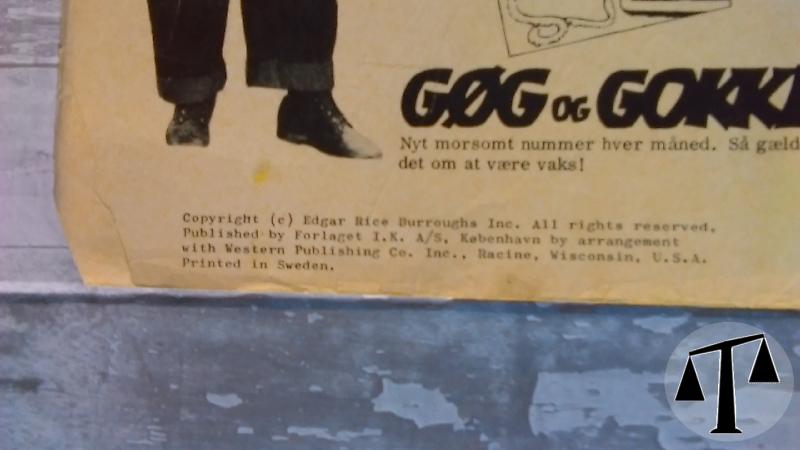 GØG OG GOKKE
Nyt morsomt nummer hver måned. Så gæld
det om at være vaks!
Copyright (c) Edgar Rice Burroughs Inc. All rights reserved.
Published by Forlaget I.K. A/S, København by arrangement
with Western Publishing Co. Inc., Racine, Wisconsin, U.S.A.
Printed in Sweden.